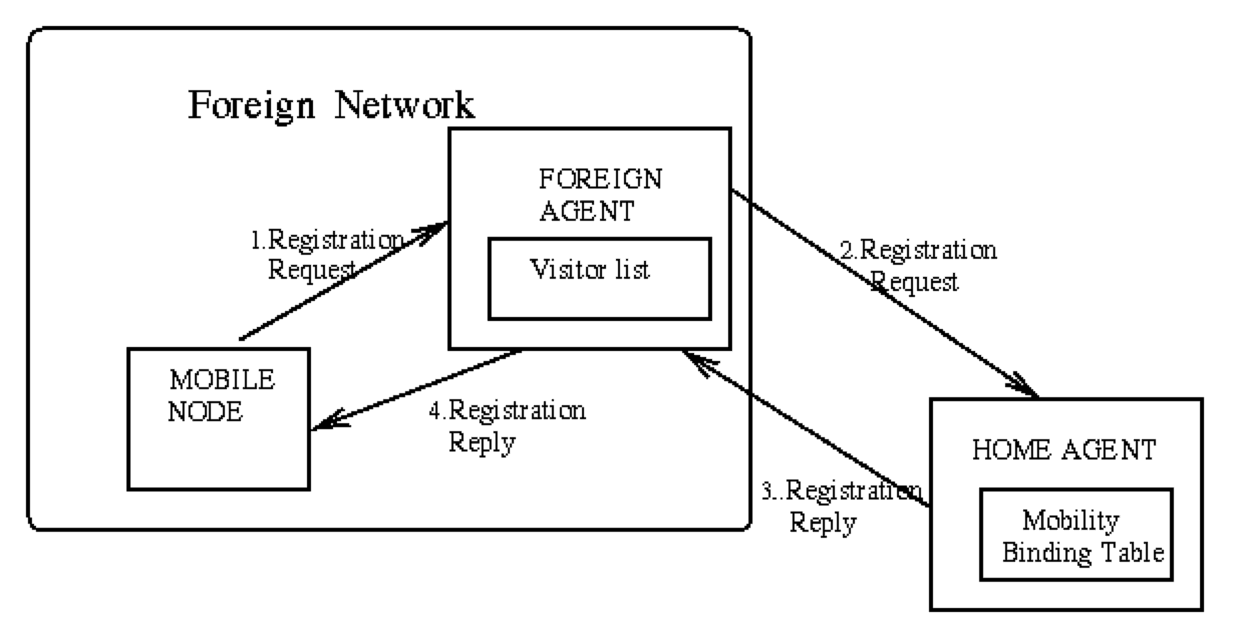 Foreign Network
FOREIGN
AGENT
Visitor list
1.Registration
Request
2.Registration
Request
MOBILE
NODE
4.Registration
Reply
HOME AGENT
3..Registration
Reply
Mobility
Binding Table